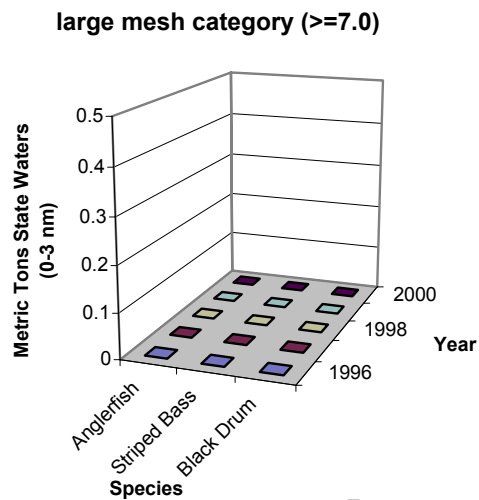 large mesh category (>=7.0)
Metric Tons State Waters
(0-3 nm)
0.5
0.4
0.3
0.2
0.1
0
Anglerfish
Striped Bass
Black Drum
Species
1996
1998
2000
Year